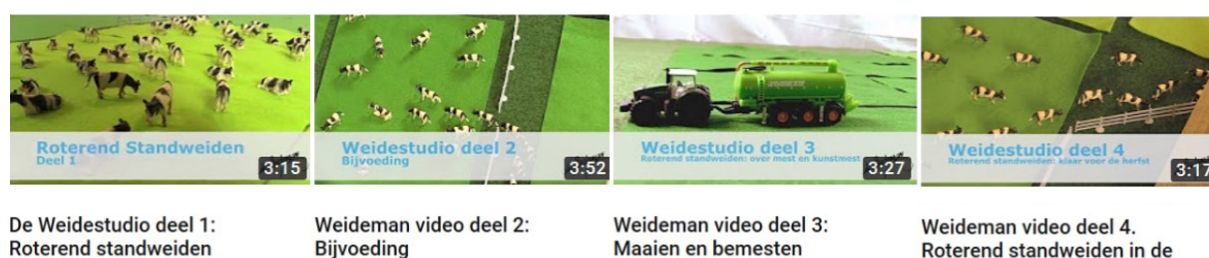 Roterend Standweiden
Deel 1
3:15
Weidestudio deel 2
Bijvoeding
3:52
Weidestudio deel 3
Roterend standweiden: over mest en kunstmest
3:27
Weidestudio deel 4
Roterend standweiden: klaar voor de herfst
3:17
De Weidestudio deel 1:
Roterend standweiden
Weideman video deel 2:
Bijvoeding
Weideman video deel 3:
Maaien en bemesten
Weideman video deel 4.
Roterend standweiden in de